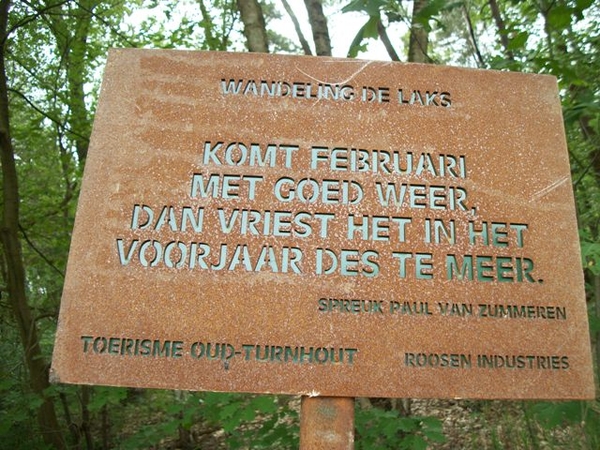 WANDELING DE LAKS
KOMT FEBRUARI
MET GOED WEER,
DAN VRIEST HET IN HET
VOORJAAR DES TE MEER.
SPREUK PAUL VAN ZUMMEREN
TOERISME OUD-TURNHOUT
ROOSEN INDUSTRIES